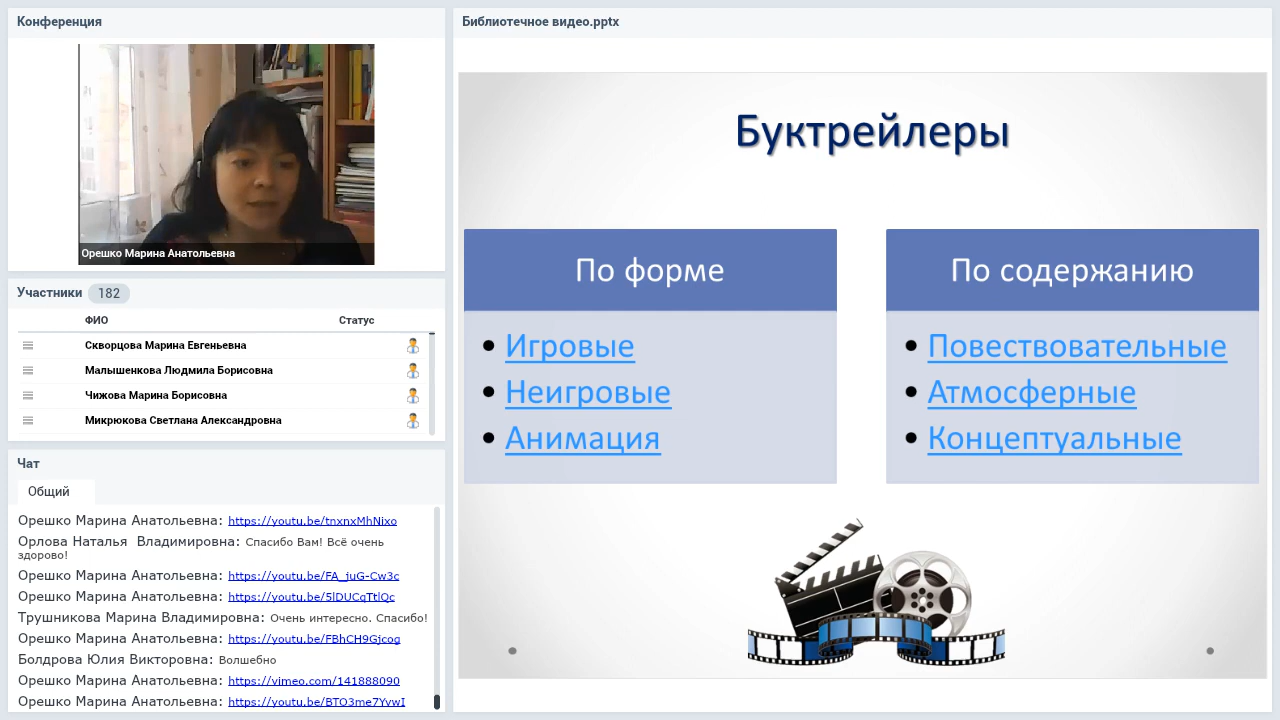 Конференция
Орешко Марина Анатольевна
Участники 182
ФИО Статус
Скворцова Марина Евгеньевна
Малышенкова Людмила Борисовна
Чижова Марина Борисовна
Микрюкова Светлана Александровна
Чат
Общий
Орешко Марина Анатольевна: https://youtu.be/tnxnxMhNixo
Орлова Наталья Владимировна: Спасибо Вам! Всё очень
здорово!
Орешко Марина Анатольевна: https://youtu.be/FA_juG-Cw3c
Орешко Марина Анатольевна: https://youtu.be/5lDUCqTtlQc
Трушникова Марина Владимировна: Очень интересно. Спасибо!
Орешко Марина Анатольевна: https://youtu.be/FBhCH9Gjcog
Болдрова Юлия Викторовна: Волшебно
Орешко Марина Анатольевна: https://vimeo.com/141888090
Орешко Марина Анатольевна: https://youtu.be/BTO3me7YvwI
Библиотечное видео.pptx
Буктрейлеры
По форме
• Игровые
• Неигровые
• Анимация
По содержанию
• Повествовательные
• Атмосферные
• Концептуальные